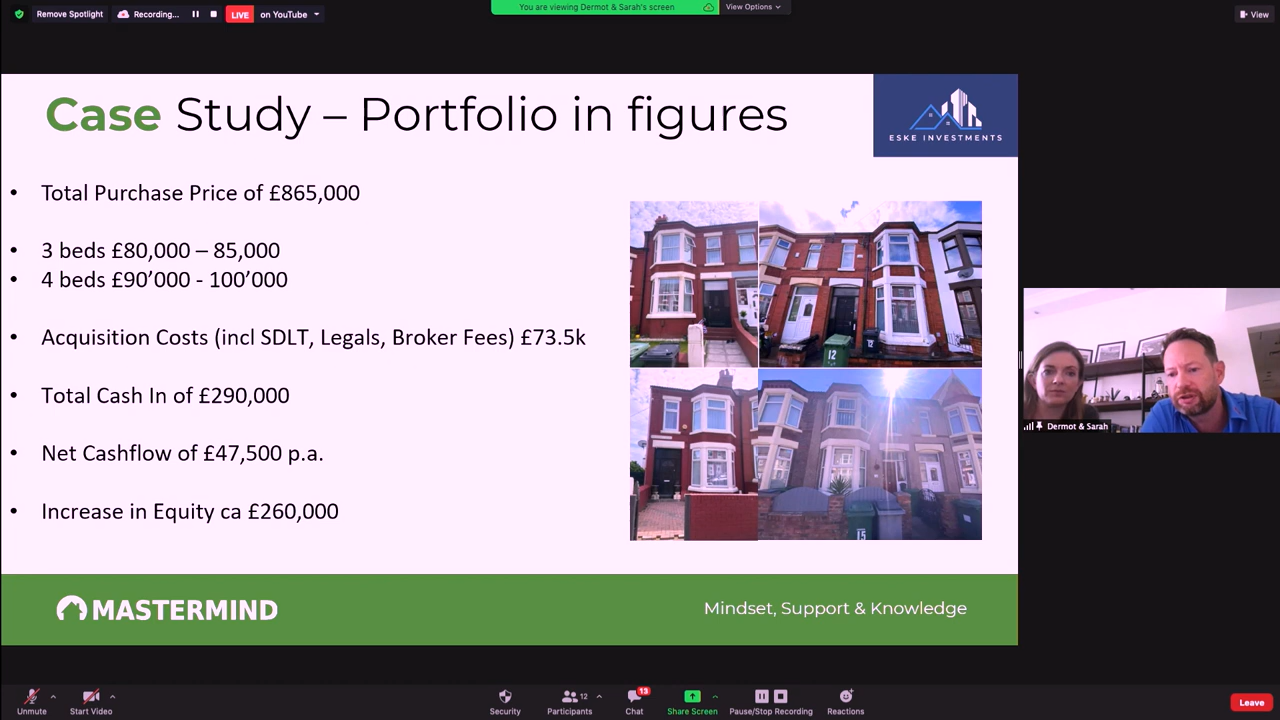 Remove Spotlight
Recording...
LIVE
on YouTube
You are viewing Dermot & Sarah's screen
View Options
View
Case Study – Portfolio in figures
ESKE INVESTMENTS
• Total Purchase Price of £865,000
• 3 beds £80,000 – 85,000
• 4 beds £90’000 - 100’000
• Acquisition Costs (incl SDLT, Legals, Broker Fees) £73.5k
• Total Cash In of £290,000
• Net Cashflow of £47,500 p.a.
• Increase in Equity ca £260,000
12
12
15
Dermot & Sarah
MASTERMIND
Mindset, Support & Knowledge
Unmute
Start Video
Security
12
Participants
13
Chat
Share Screen
Pause/Stop Recording
Reactions
Leave